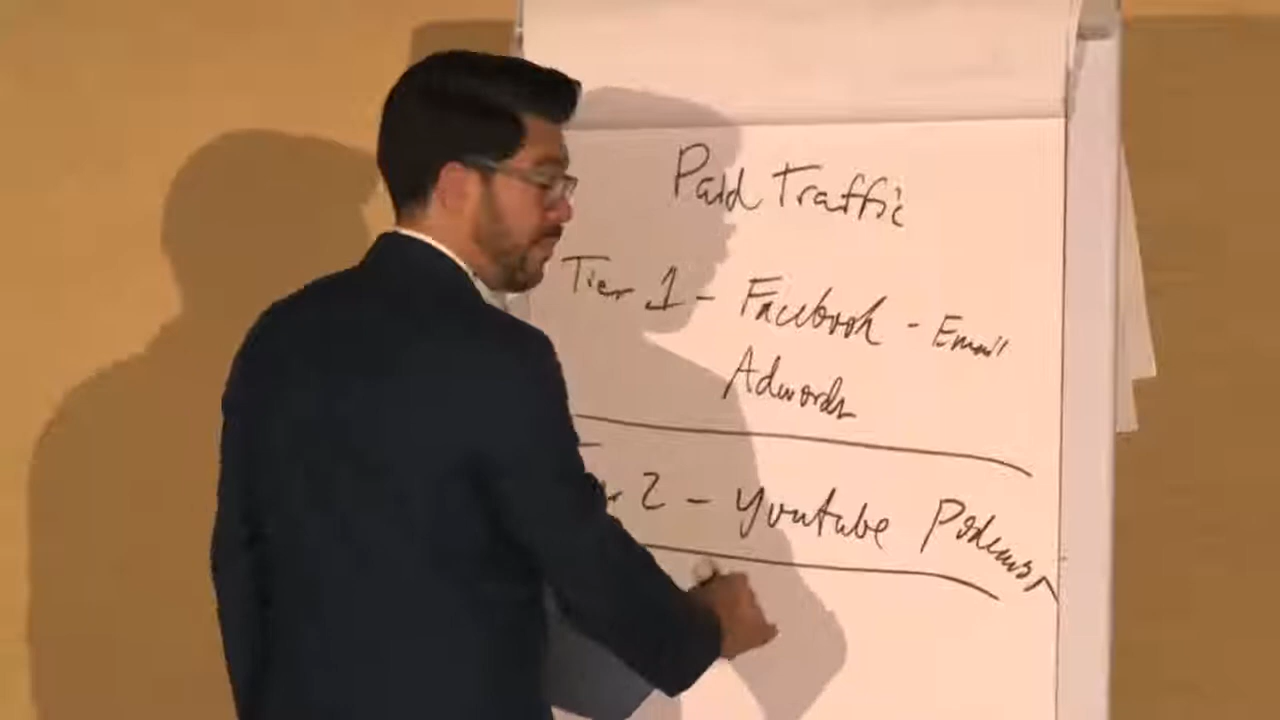 Paid Traffic
Tier 1 - Facebook - Email
Adwords
2 - Youtube Podcast